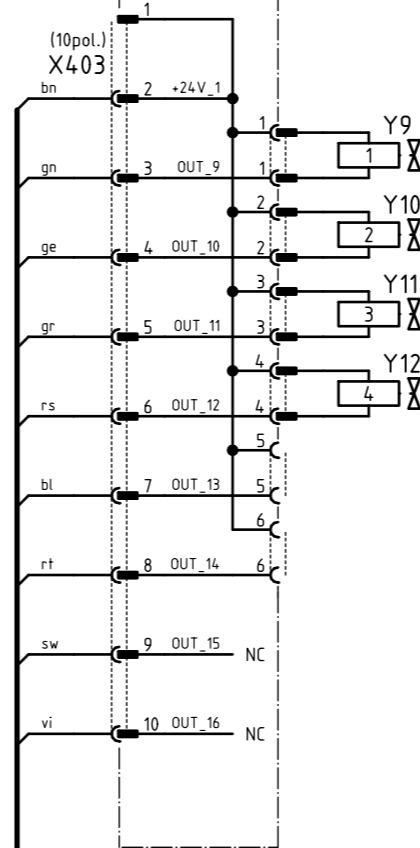 1
(10pol.)
X403
bn 2 +24V_1
1 Y9
1
gn 3 OUT_9 1
2 Y10
2
ge 4 OUT_10 2
3 Y11
3
gr 5 OUT_11 3
4 Y12
4
rs 6 OUT_12 4
5
bl 7 OUT_13 5
6
rt 8 OUT_14 6
sw 9 OUT_15 NC
vi 10 OUT_16 NC